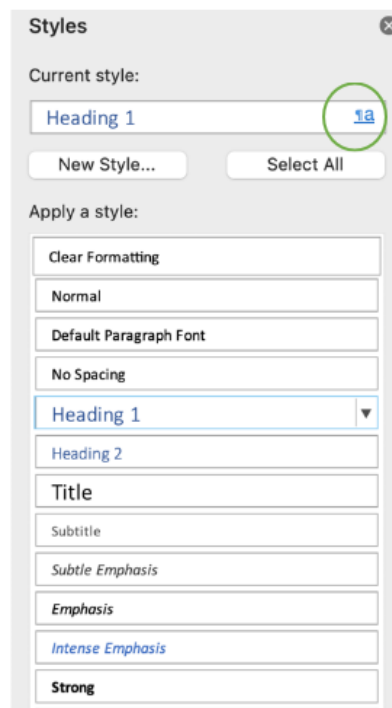 Styles
Current style:
Heading 1 ¶a
New Style... Select All
Apply a style:
Clear Formatting
Normal
Default Paragraph Font
No Spacing
Heading 1
Heading 2
Title
Subtitle
Subtle Emphasis
Emphasis
Intense Emphasis
Strong